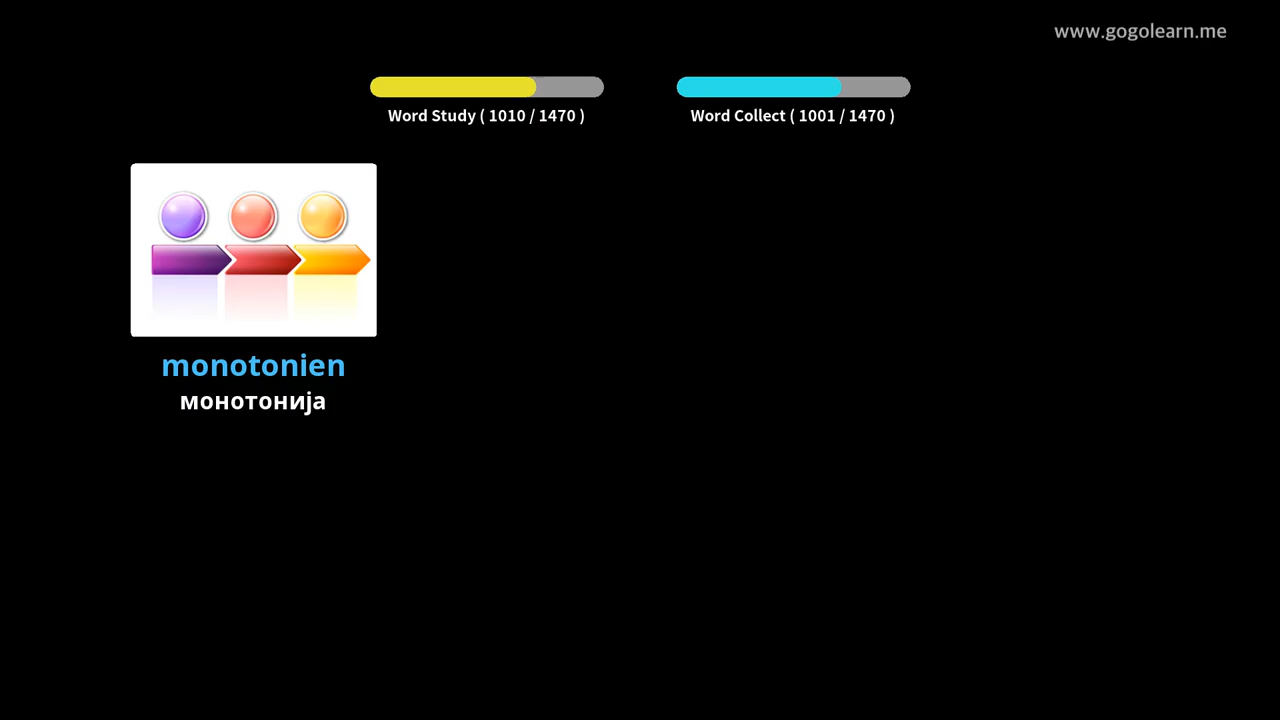 www.gogolearn.me
Word Study ( 1010 / 1470 )
Word Collect ( 1001 / 1470 )
monotonien
монотонија